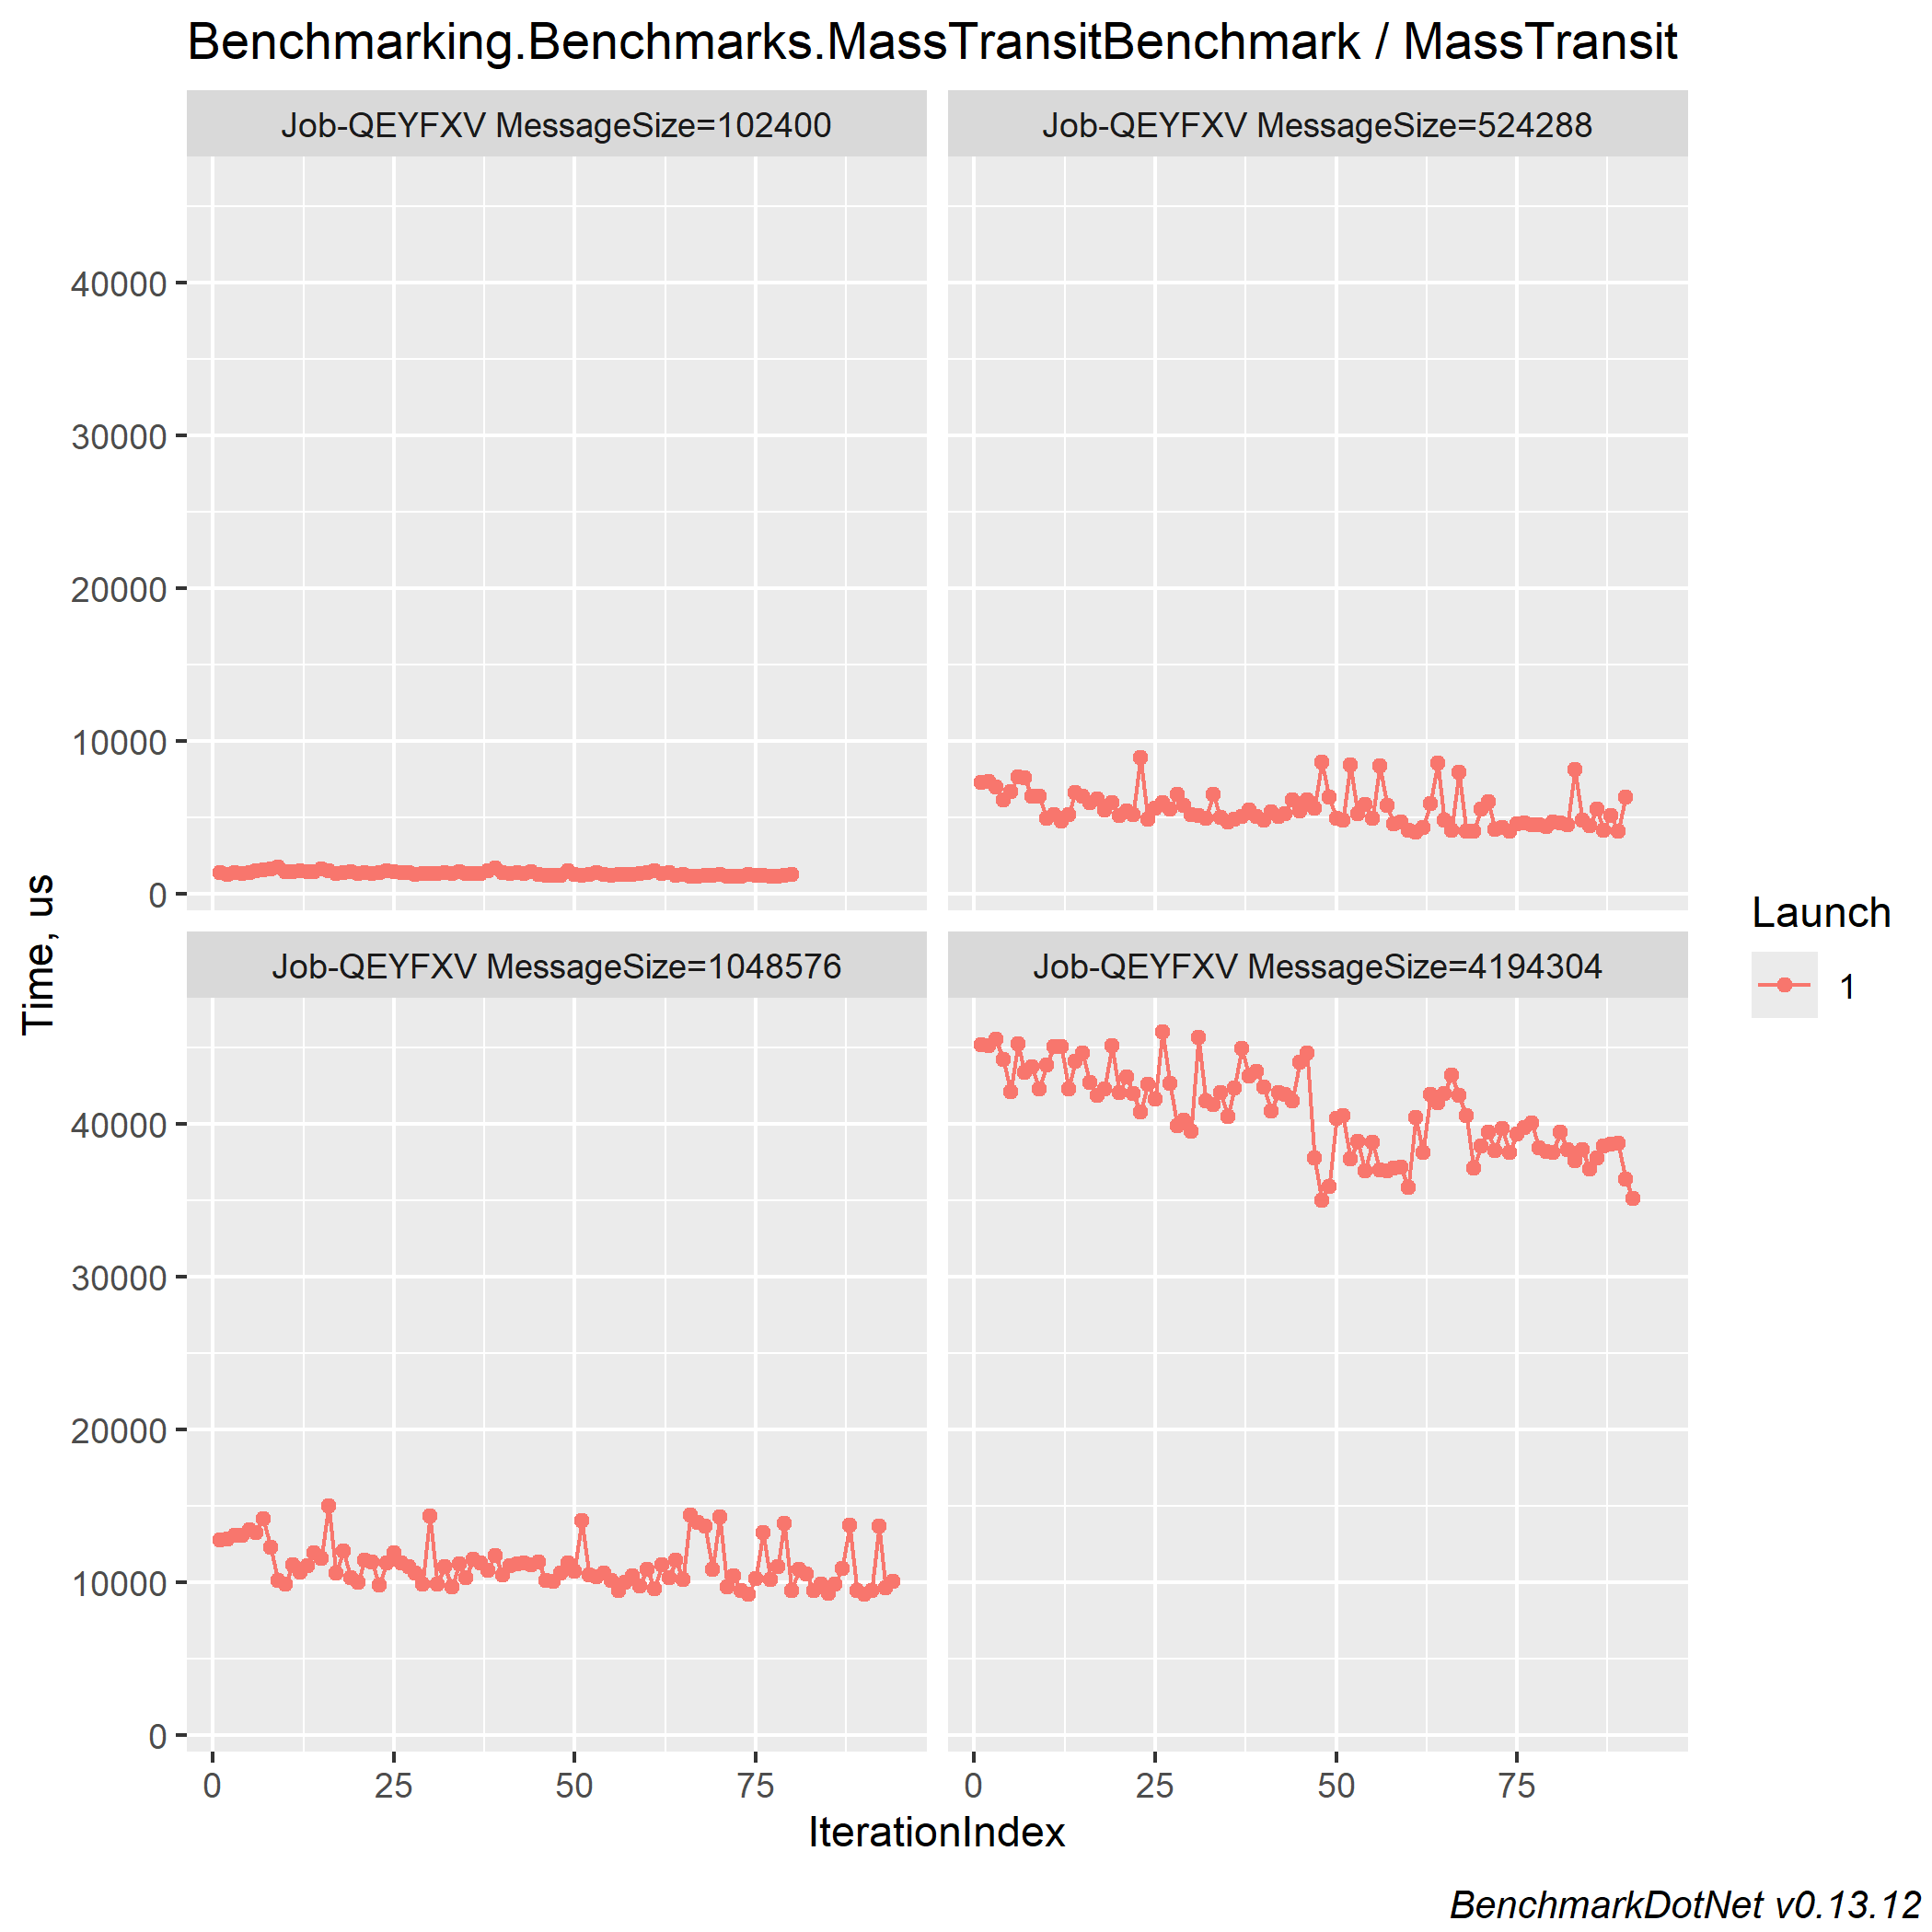 Benchmarking.Benchmarks.MassTransitBenchmark / MassTransit
Job-QEYFXV MessageSize=102400
Job-QEYFXV MessageSize=524288
40000
30000
20000
10000
0
Time, us
Job-QEYFXV MessageSize=1048576
Job-QEYFXV MessageSize=4194304
40000
30000
20000
10000
0
0 25 50 75
0 25 50 75
IterationIndex
Launch
1
BenchmarkDotNet v0.13.12